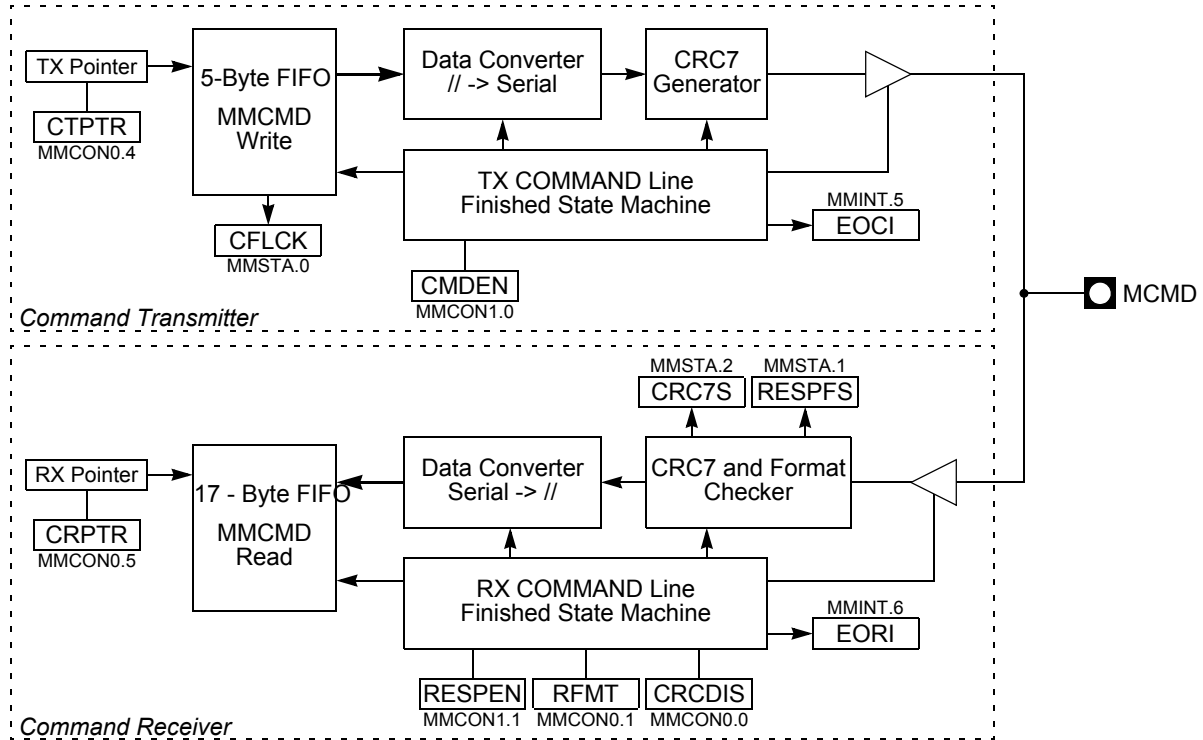 TX Pointer
CTPTR
MMCON0.4
5-Byte FIFO
MMCMD
Write
CFLCK
MMSTA.0
Data Converter
// -> Serial
CRC7
Generator
TX COMMAND Line
Finished State Machine
CMDEN
MMCON1.0
MMINT.5
EOCI
Command Transmitter
MCMD
MMSTA.2
CRC7S
MMSTA.1
RESPFS
RX Pointer
CRPTR
MMCON0.5
17 - Byte FIFO
MMCMD
Read
Data Converter
Serial -> //
CRC7 and Format
Checker
RX COMMAND Line
Finished State Machine
MMINT.6
EORI
RESPEN
MMCON1.1
RFMT
MMCON0.1
CRCDIS
MMCON0.0
Command Receiver